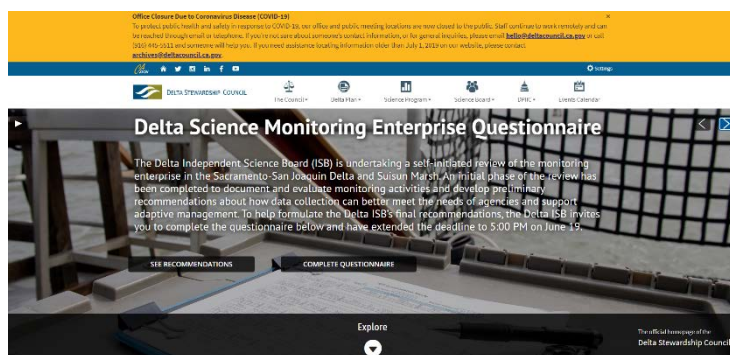 Office Closure Due to Coronavirus Disease (COVID-19)
To protect public health and safety in response to COVID-19, our office and public meeting locations are now closed to the public. Staff continue to work remotely and can
be reached through email or telephone. If you're not sure about someone's contact information, or for general inquiries, please email hello@deltacouncil.ca.gov or call
(916) 445-5511 and someone will help you. If you need assistance locating information older than July 1, 2019 on our website, please contact
archives@deltacouncil.ca.gov.
Settings
DELTA STEWARDSHIP COUNCIL
The Council
Delta Plan
Science Program
Science Board
DPIIC
Events Calendar
Delta Science Monitoring Enterprise Questionnaire
The Delta Independent Science Board (ISB) is undertaking a self-initiated review of the monitoring
enterprise in the Sacramento-San Joaquin Delta and Suisun Marsh. An initial phase of the review has
been completed to document and evaluate monitoring activities and develop preliminary
recommendations about how data collection can better meet the needs of agencies and support
adaptive management. To help formulate the Delta ISB's final recommendations, the Delta ISB invites
you to complete the questionnaire below and have extended the deadline to 5:00 PM on June 19.
SEE RECOMMENDATIONS
COMPLETE QUESTIONNAIRE
Explore
The official homepage of the
Delta Stewardship Council